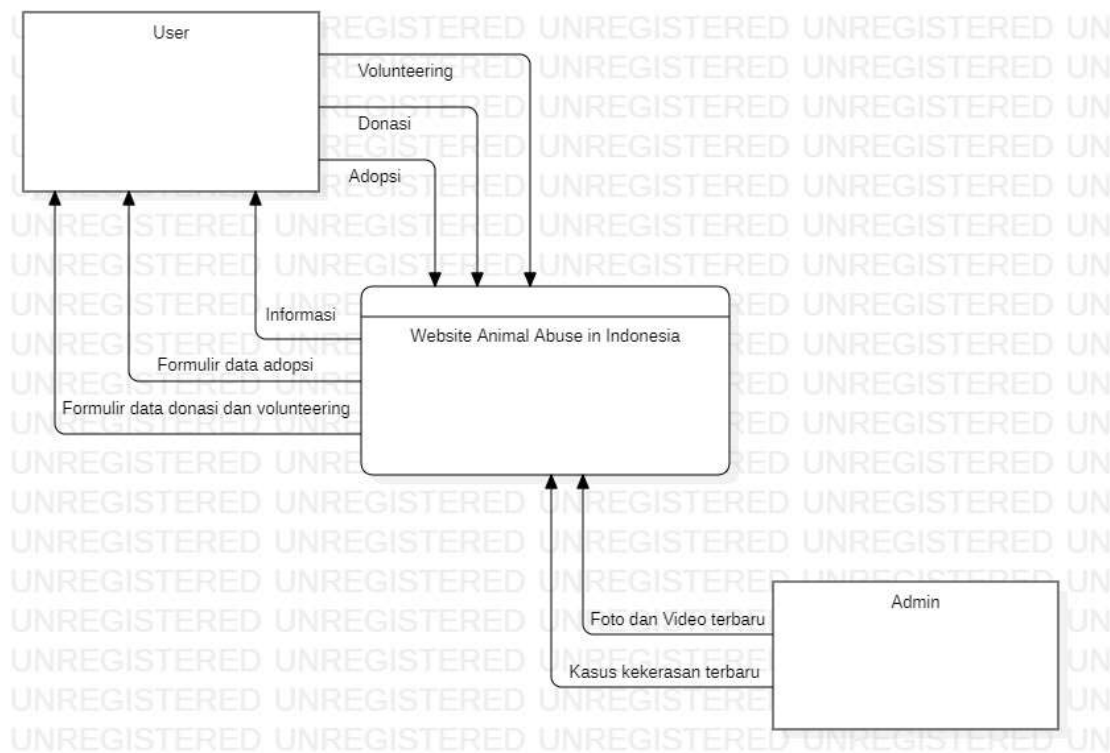 User
Volunteering
Donasi
Adopsi
Informasi
Website Animal Abuse in Indonesia
Formulir data adopsi
Formulir data donasi dan volunteering
Admin
Foto dan Video terbaru
Kasus kekerasan terbaru
UNREGISTERED